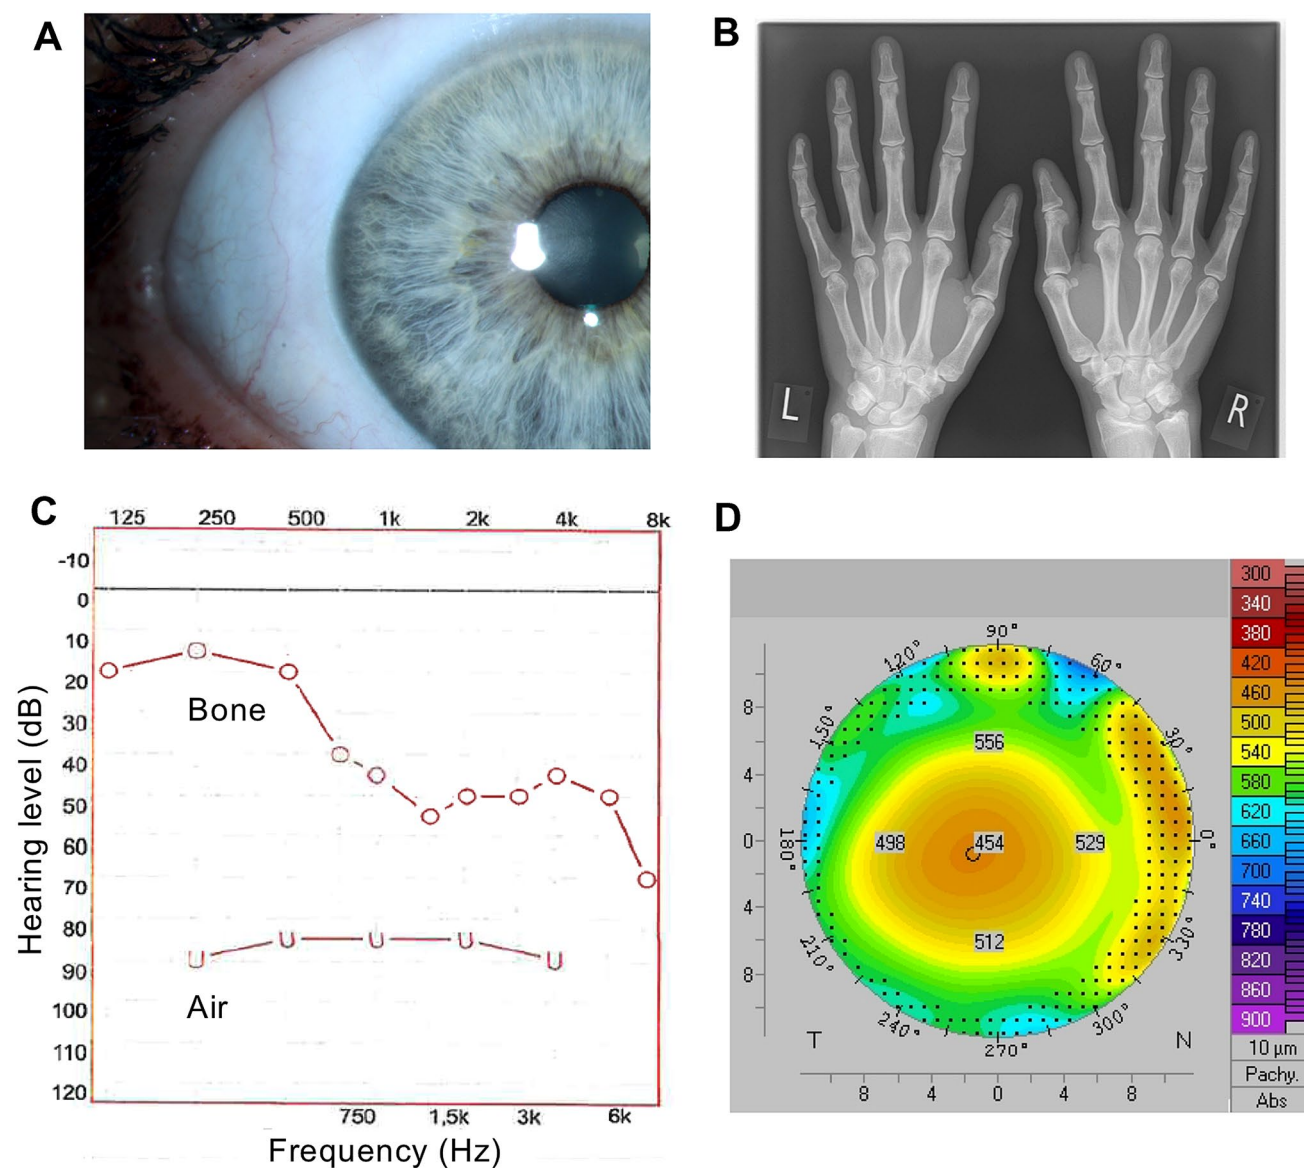 A
B
L
R
C
125 250 500 1k 2k 4k 8k
-10
0
10
20
30
40
50
60
70
80
90
100
110
120
Bone
Air
Hearing level (dB)
750 1,5k 3k 6k
Frequency (Hz)
D
90°
120°
60°
150°
30°
180°
0°
210°
330°
240°
300°
270°
8
4
0
4
8
556
498 454 529
512
T N
8 4 0 4 8
300
340
380
420
460
500
540
580
620
660
700
740
780
820
860
900
10 µm
Pachy.
Abs